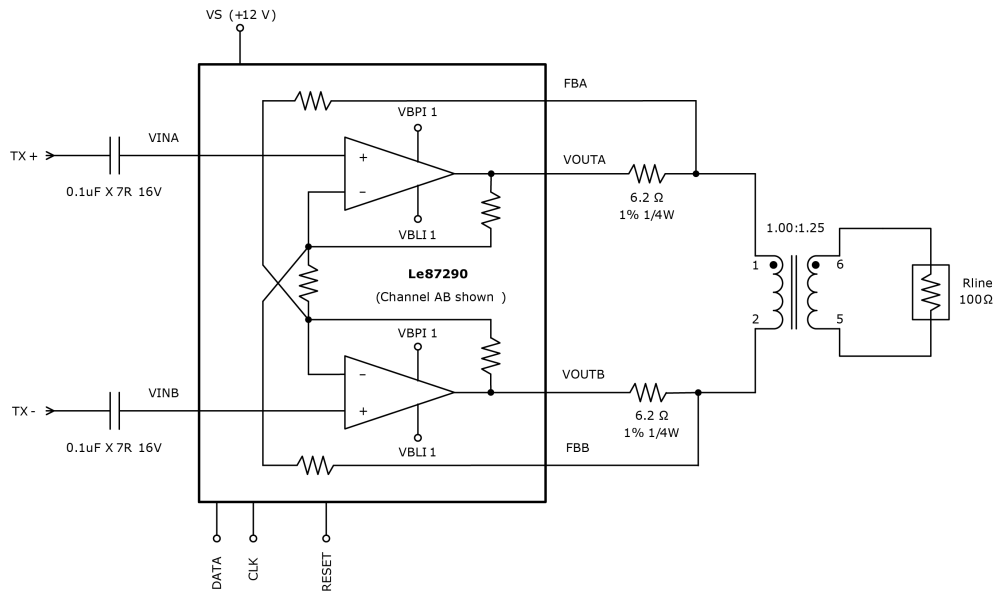 VS (+12 V)
FBA
VBPI 1
VINA
TX +
+
VOUTA
–
0.1uF X7R 16V
6.2 Ω
1% 1/4W
VBLI 1
1.00:1.25
1
6
Le87290
(Channel AB shown )
Rline
100Ω
2
5
VBPI 1
–
VOUTB
VINB
TX -
+
6.2 Ω
1% 1/4W
0.1uF X7R 16V
VBLI 1
FBB
DATA
CLK
RESET